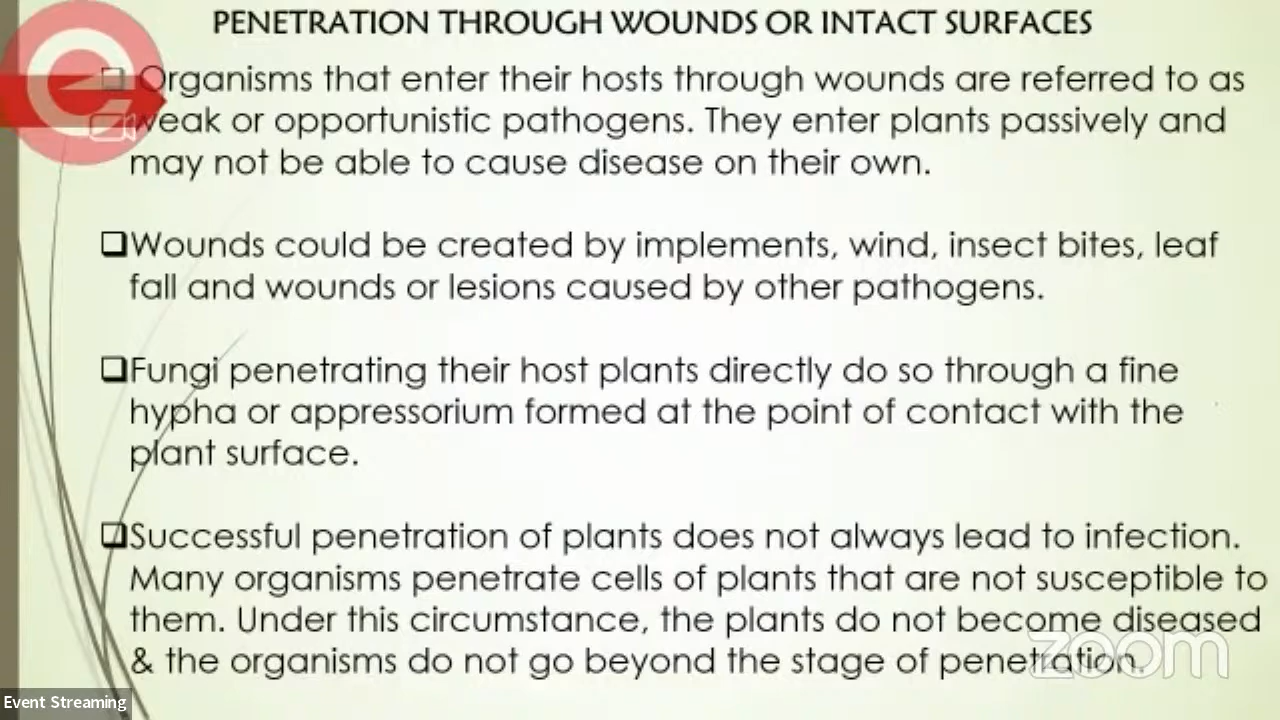 PENETRATION THROUGH WOUNDS OR INTACT SURFACES
Organisms that enter their hosts through wounds are referred to as
weak or opportunistic pathogens. They enter plants passively and
may not be able to cause disease on their own.
Wounds could be created by implements, wind, insect bites, leaf
fall and wounds or lesions caused by other pathogens.
Fungi penetrating their host plants directly do so through a fine
hypha or appressorium formed at the point of contact with the
plant surface.
Successful penetration of plants does not always lead to infection.
Many organisms penetrate cells of plants that are not susceptible to
them. Under this circumstance, the plants do not become diseased
& the organisms do not go beyond the stage of penetration.
zoom
Event Streaming